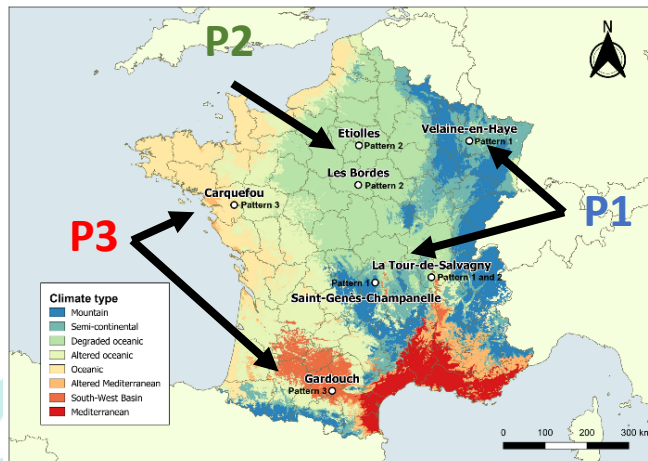 P2
N
Etiolles
Pattern 2
Velaine-en-Haye
Pattern 1
Les Bordes
Pattern 2
Carquefou
Pattern 3
P1
P3
La Tour-de-Salvagny
Pattern 1 and 2
Pattern 1
Saint-Genès-Champanelle
Climate type
Mountain
Semi-continental
Degraded oceanic
Altered oceanic
Oceanic
Altered Mediterranean
South-West Basin
Mediterranean
Gardouch
Pattern 3
0 100 200 300 km